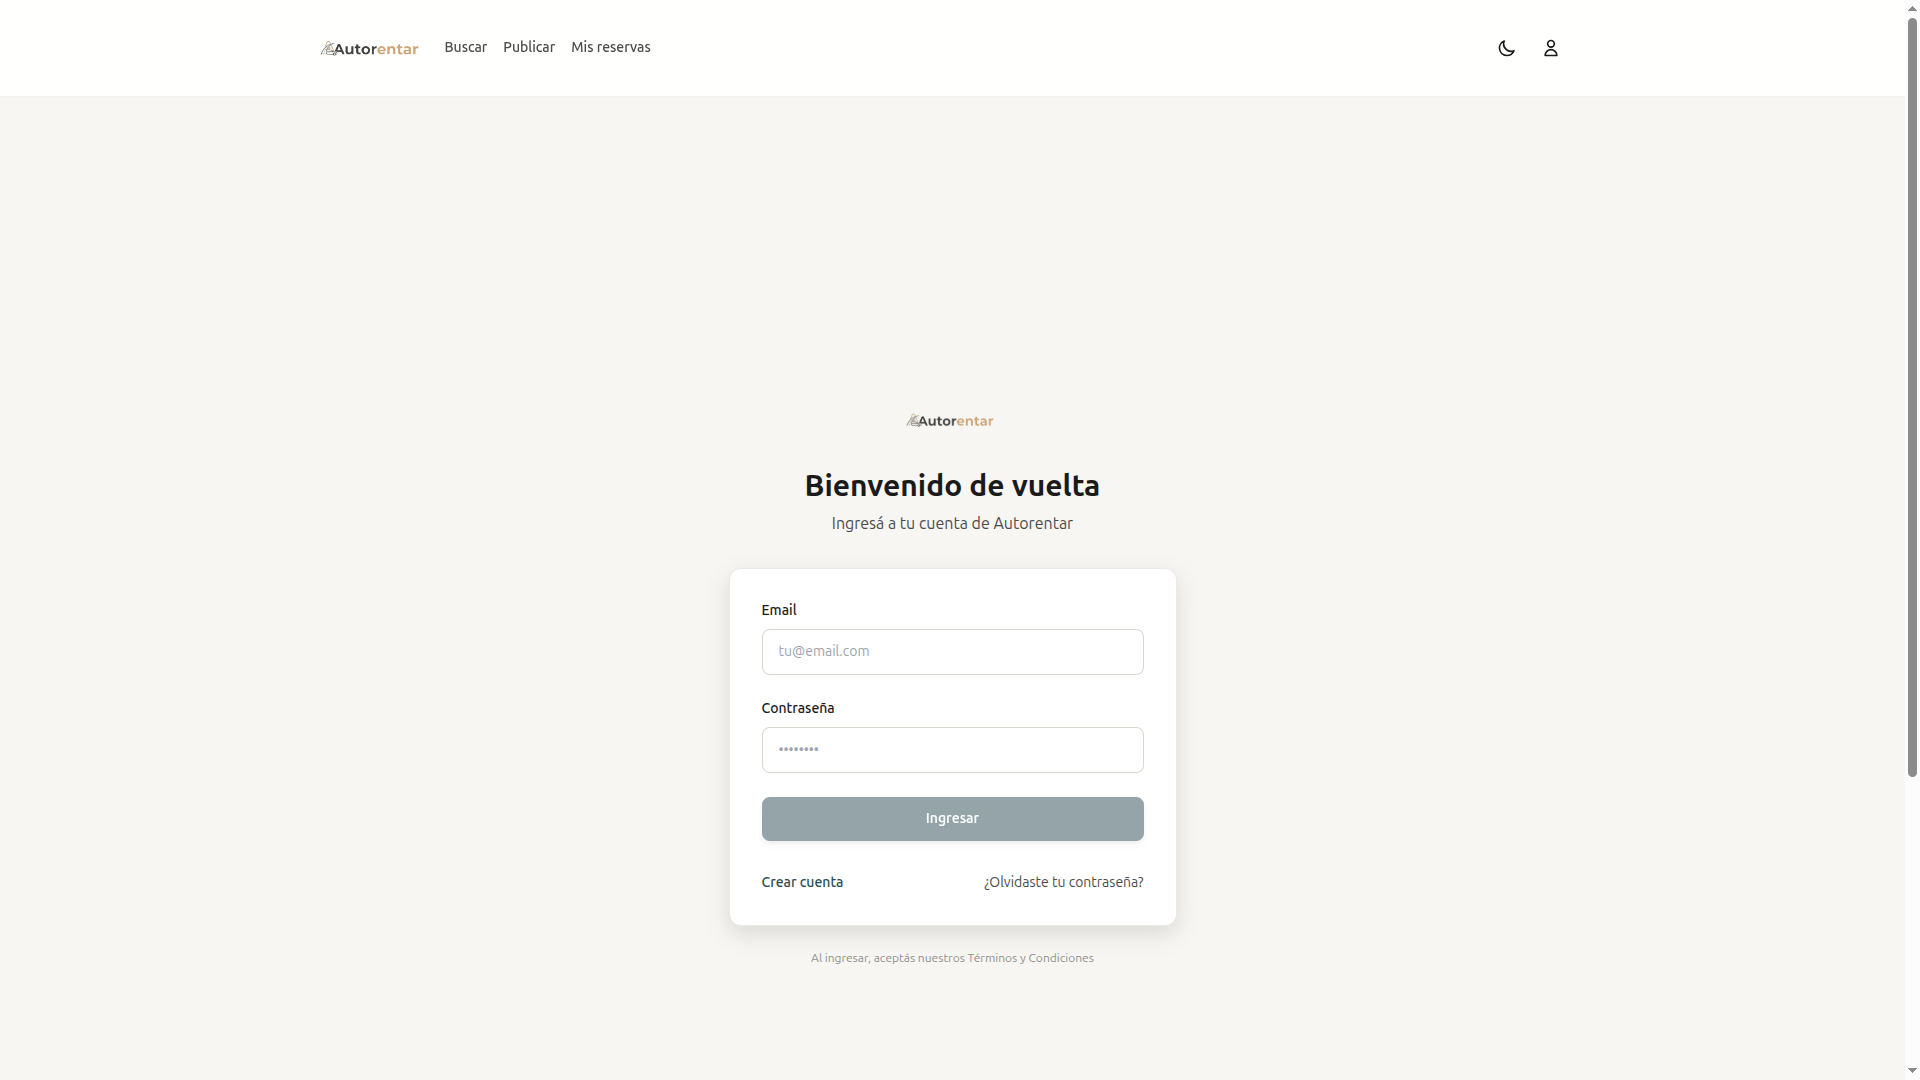 Autorentar
Buscar
Publicar
Mis reservas
Autorentar
Bienvenido de vuelta
Ingresá a tu cuenta de Autorentar
Email
tu@email.com
Contraseña
••••••••
Ingresar
Crear cuenta
¿Olvidaste tu contraseña?
Al ingresar, aceptás nuestros Términos y Condiciones